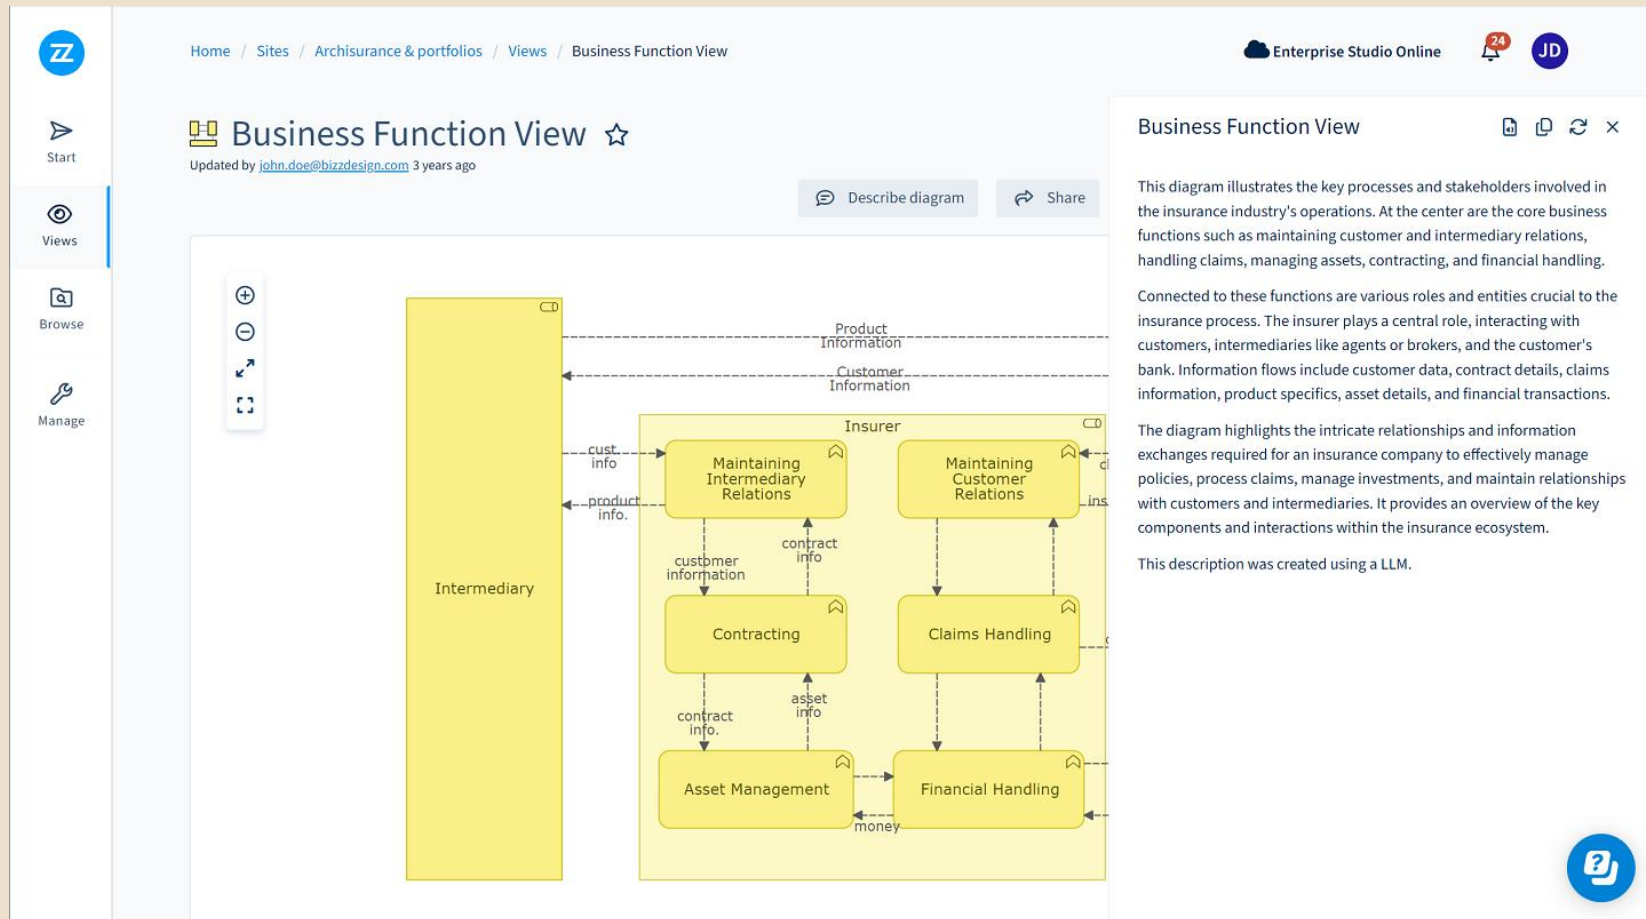 Home / Sites / Archisurance & portfolios / Views / Business Function View
Enterprise Studio Online
24
JD
Start
Views
Browse
Manage
Business Function View
Updated by john.doe@bizzdesign.com 3 years ago
Describe diagram
Share
Product
Information
Customer
Information
Insurer
cust.
info
product
info.
Maintaining
Intermediary
Relations
Maintaining
Customer
Relations
ins
customer
information
contract
info
Intermediary
Contracting
Claims Handling
contract
info.
asset
info
Asset Management
Financial Handling
money
Business Function View
This diagram illustrates the key processes and stakeholders involved in
the insurance industry's operations. At the center are the core business
functions such as maintaining customer and intermediary relations,
handling claims, managing assets, contracting, and financial handling.
Connected to these functions are various roles and entities crucial to the
insurance process. The insurer plays a central role, interacting with
customers, intermediaries like agents or brokers, and the customer's
bank. Information flows include customer data, contract details, claims
information, product specifics, asset details, and financial transactions.
The diagram highlights the intricate relationships and information
exchanges required for an insurance company to effectively manage
policies, process claims, manage investments, and maintain relationships
with customers and intermediaries. It provides an overview of the key
components and interactions within the insurance ecosystem.
This description was created using a LLM.